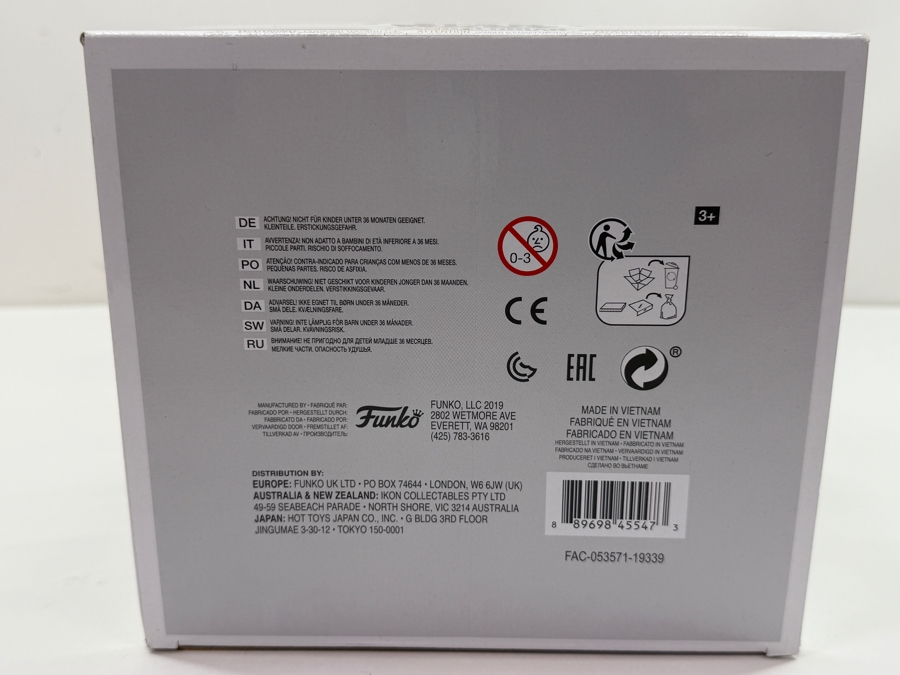 3+
DE ACHTUNG! NICHT FÜR KINDER UNTER 36 MONATEN GEEIGNET.
KLEINTEILE. ERSTICKUNGSGEFAHR.
IT AVVERTENZA! NON ADATTO A BAMBINI DI ETÀ INFERIORE A 36 MESI.
PICCOLE PARTI. RISCHIO DI SOFFOCAMENTO.
PO ATENÇÃO! CONTRA-INDICADO PARA CRIANÇAS COM MENOS DE 36 MESES.
PEQUENAS PARTES. RISCO DE ASFIXIA.
NL WAARSCHUWING! NIET GESCHIKT VOOR KINDEREN JONGER DAN 36 MAANDEN.
KLEINE ONDERDELEN. VERSTIKKINGSGEVAAR.
DA ADVARSEL! IKKE EGNET TIL BØRN UNDER 36 MÅNEDER.
SMÅ DELE. KVÆLNINGSFARE.
SW VARNING! INTE LÄMPLIG FÖR BARN UNDER 36 MÅNADER.
SMÅ DELAR. KVÄVNINGSRISK.
RU ВНИМАНИЕ! НЕ ПРИГОДНО ДЛЯ ДЕТЕЙ МЛАДШЕ 36 МЕСЯЦЕВ.
МЕЛКИЕ ЧАСТИ. ОПАСНОСТЬ УДУШЬЯ.
0-3
CE
EAC
®
MANUFACTURED BY • FABRIQUÉ PAR:
FABRICADO POR • HERGESTELLT DURCH:
FABBRICATO DA • FABRICADO POR:
VERVAARDIGD DOOR • FREMSTILLET AF:
TILLVERKAD AV • ПРОИЗВОДИТЕЛЬ:
Funko
FUNKO, LLC 2019
2802 WETMORE AVE
EVERETT, WA 98201
(425) 783-3616
MADE IN VIETNAM
FABRIQUÉ EN VIETNAM
FABRICADO EN VIETNAM
HERGESTELLT IN VIETNAM • FABBRICATO IN VIETNAM
FABRICADO NA VIETNAM • VERVAARDIGD IN VIETNAM
PRODUCERET I VIETNAM • TILLVERKAD I VIETNAM
СДЕЛАНО ВО ВЬЕТНАМЕ
DISTRIBUTION BY:
EUROPE: FUNKO UK LTD • PO BOX 74644 • LONDON, W6 6JW (UK)
AUSTRALIA & NEW ZEALAND: IKON COLLECTABLES PTY LTD
49-59 SEABEACH PARADE • NORTH SHORE, VIC 3214 AUSTRALIA
JAPAN: HOT TOYS JAPAN CO., INC. • G BLDG 3RD FLOOR
JINGUMAE 3-30-12 • TOKYO 150-0001
8 89698 45547 3
FAC-053571-19339